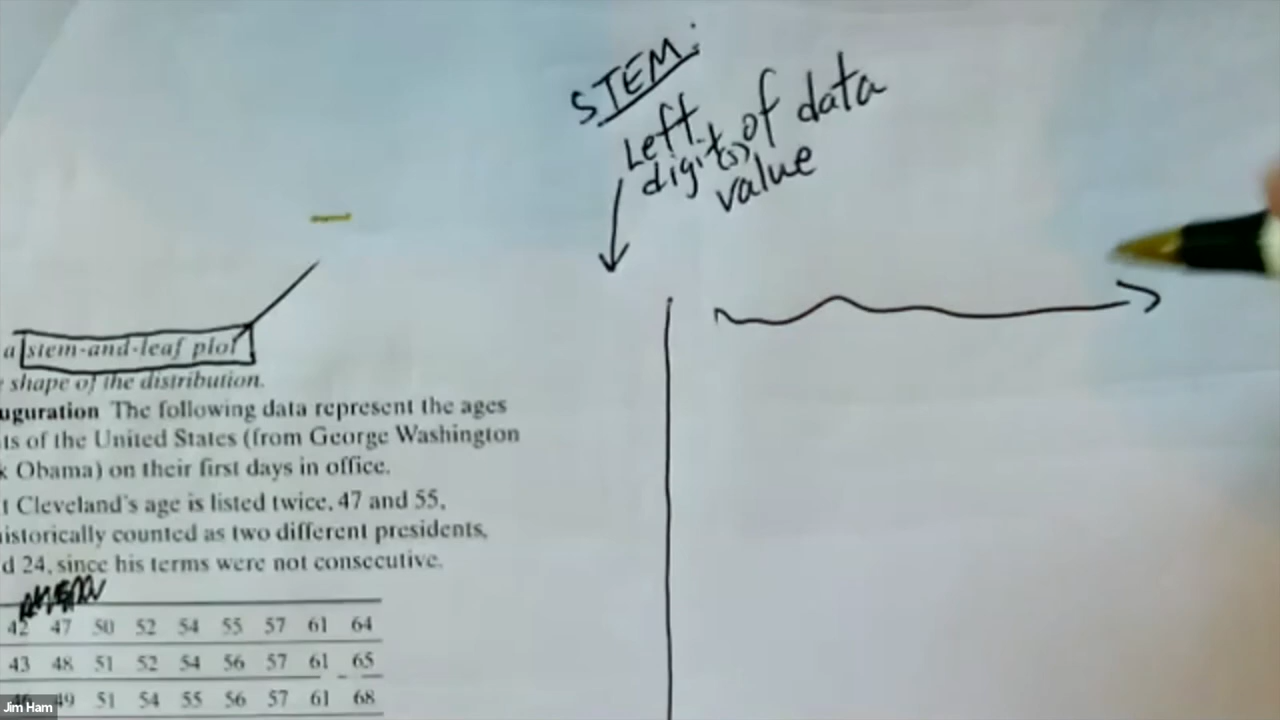 STEM:
Left
digit(s) of data
value
a stem-and-leaf plot
shape of the distribution.
uguration The following data represent the ages
ts of the United States (from George Washington
k Obama) on their first days in office.
t Cleveland's age is listed twice, 47 and 55,
historically counted as two different presidents,
d 24, since his terms were not consecutive.
42 47 50 52 54 55 57 61 64
43 48 51 52 54 56 57 61 65
49 51 54 55 56 57 61 68
Jim Ham